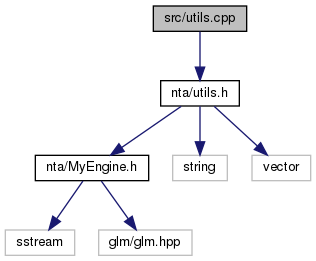 src/utils.cpp
nta/utils.h
nta/MyEngine.h
string
vector
sstream
glm/glm.hpp